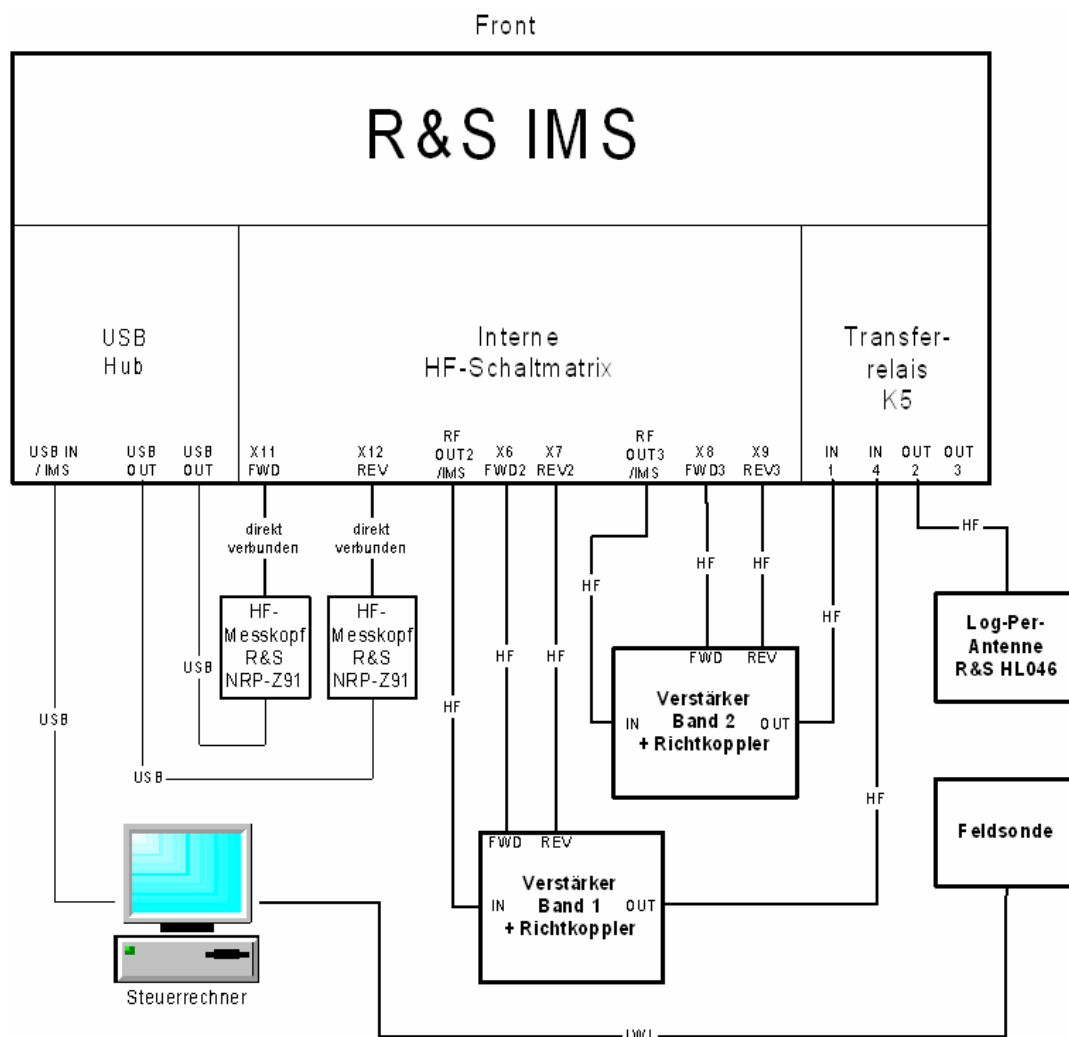 Front
R&S IMS
USB
Hub
Interne
HF-Schaltmatrix
Transfer-
relais
K5
USB IN
/IMS
USB
OUT
USB
OUT
X11
FWD
X12
REV
RF
OUT2
/IMS
X6
FWD2
X7
REV2
RF
OUT3
/IMS
X8
FWD3
X9
REV3
IN
1
IN
4
OUT
2
OUT
3
direkt
verbunden
direkt
verbunden
HF
HF
HF
HF
HF
HF-
Messkopf
R&S
NRP-Z91
HF-
Messkopf
R&S
NRP-Z91
Log-Per-
Antenne
R&S HL046
USB
HF
HF
HF
FWD
REV
IN
Verstärker
Band 2
+ Richtkoppler
OUT
USB
USB
HF
HF
Feldsonde
FWD
REV
IN
Verstärker
Band 1
+ Richtkoppler
OUT
Steuerrechner
LWL